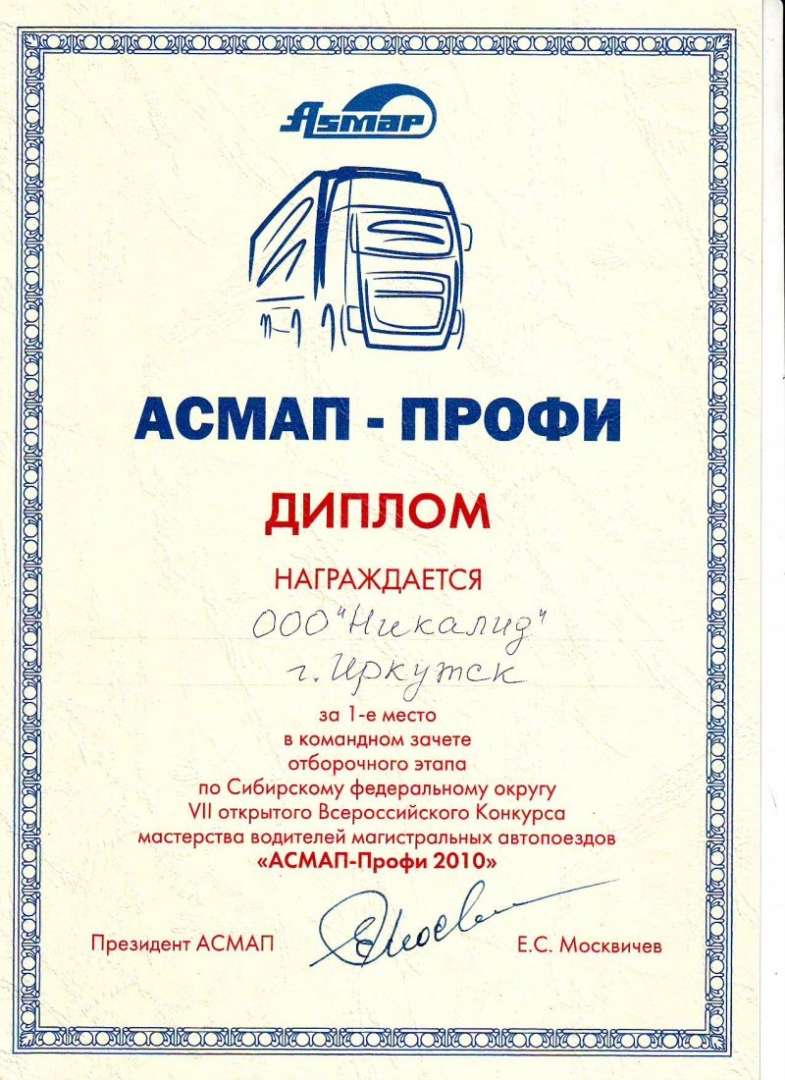 Asmap
АСМАП - ПРОФИ
ДИПЛОМ
НАГРАЖДАЕТСЯ
ООО "Никалид"
г. Иркутск
за 1-е место
в командном зачете
отборочного этапа
по Сибирскому федеральному округу
VII открытого Всероссийского Конкурса
мастерства водителей магистральных автопоездов
«АСМАП-Профи 2010»
Президент АСМАП
Е.С. Москвичев